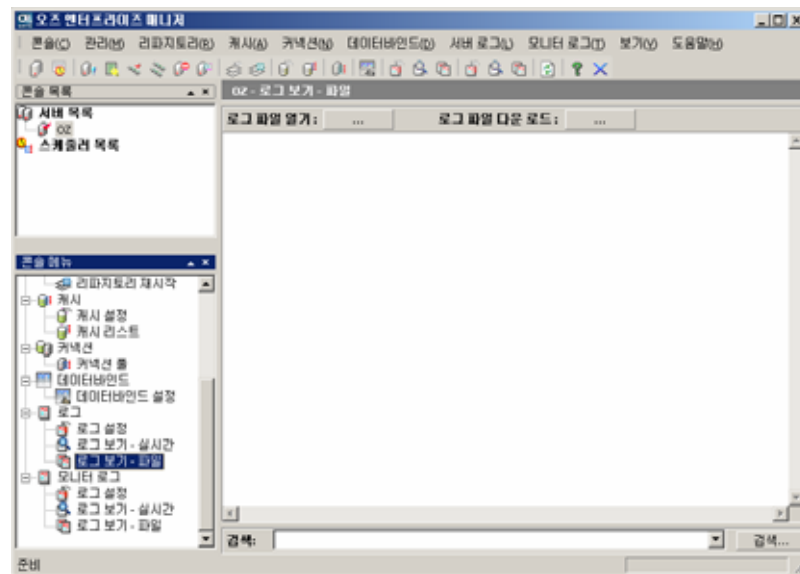 오즈 엔터프라이즈 매니저
콘솔(C) 관리(M) 리파지토리(R) 캐시(A) 커넥션(N) 데이터바인드(D) 서버 로그(L) 모니터 로그(T) 보기(V) 도움말(H)
콘솔 목록
서버 목록
OZ
스케줄러 목록
콘솔 메뉴
리파지토리 재시작
캐시
캐시 설정
캐시 리스트
커넥션
커넥션 풀
데이터바인드
데이터바인드 설정
로그
로그 설정
로그 보기 - 실시간
로그 보기 - 파일
모니터 로그
로그 설정
로그 보기 - 실시간
로그 보기 - 파일
OZ - 로그 보기 - 파일
로그 파일 열기 : ... 로그 파일 다운 로드 : ...
검색: 검색...
준비